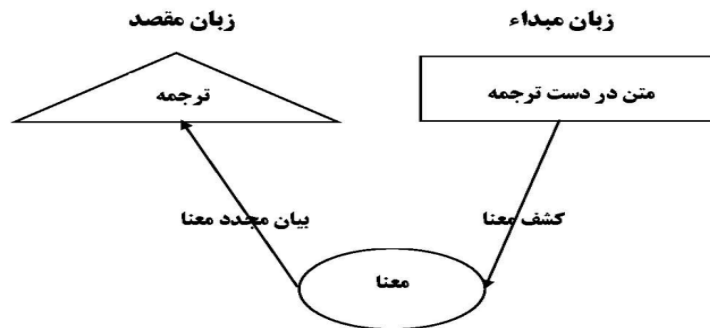 زبان مبداء
زبان مقصد
متن در دست ترجمه
ترجمه
کشف معنا
بیان مجدد معنا
معنا